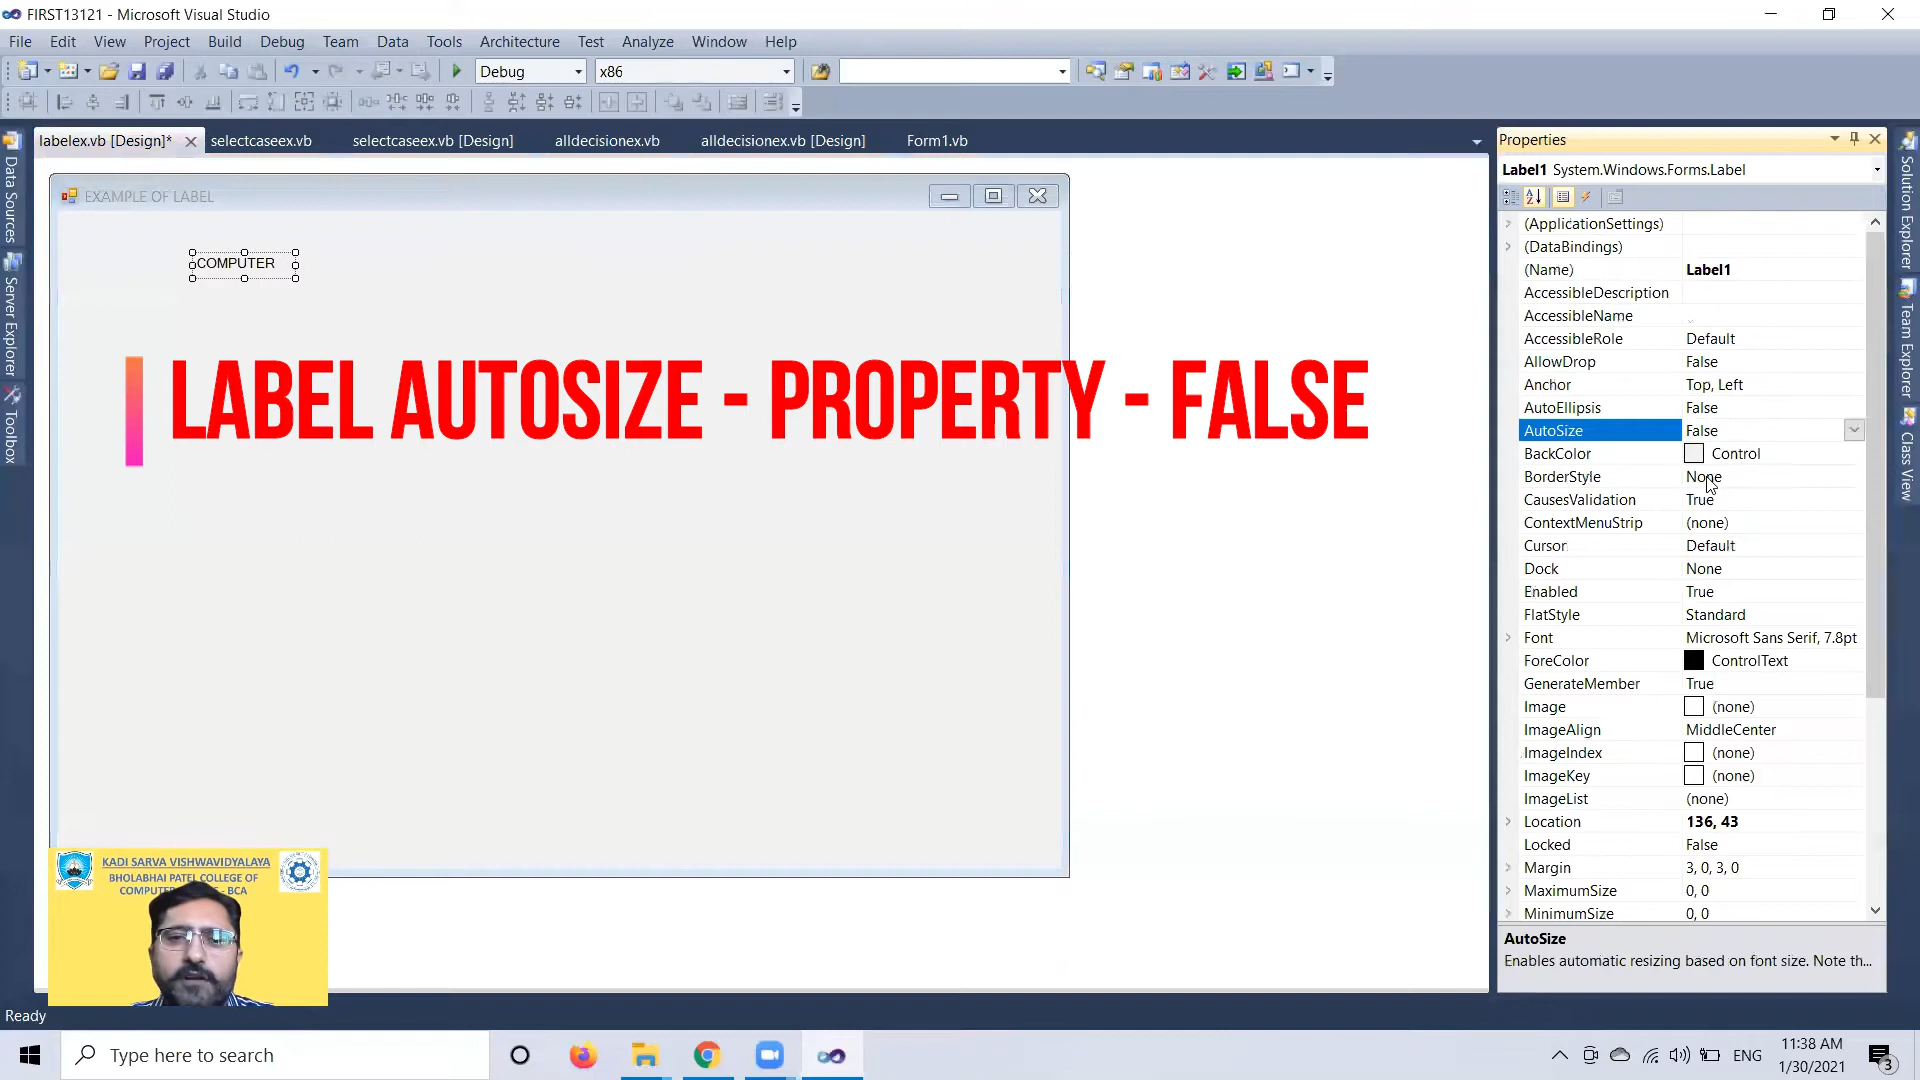 FIRST13121 - Microsoft Visual Studio
File Edit View Project Build Debug Team Data Tools Architecture Test Analyze Window Help
Debug x86
labelex.vb [Design]* selectcaseex.vb selectcaseex.vb [Design] alldecisionex.vb alldecisionex.vb [Design] Form1.vb
Data Sources
Server Explorer
Toolbox
EXAMPLE OF LABEL
COMPUTER
LABEL AUTOSIZE - PROPERTY - FALSE
Properties
Label1 System.Windows.Forms.Label
(ApplicationSettings)
(DataBindings)
(Name) Label1
AccessibleDescription
AccessibleName
AccessibleRole Default
AllowDrop False
Anchor Top, Left
AutoEllipsis False
AutoSize False
BackColor Control
BorderStyle None
CausesValidation True
ContextMenuStrip (none)
Cursor Default
Dock None
Enabled True
FlatStyle Standard
Font Microsoft Sans Serif, 7.8pt
ForeColor ControlText
GenerateMember True
Image (none)
ImageAlign MiddleCenter
ImageIndex (none)
ImageKey (none)
ImageList (none)
Location 136, 43
Locked False
Margin 3, 0, 3, 0
MaximumSize 0, 0
MinimumSize 0, 0
AutoSize
Enables automatic resizing based on font size. Note th...
Solution Explorer
Team Explorer
Class View
KADI SARVA VISHWAVIDYALAYA
BHOLABHAI PATEL COLLEGE OF
- BCA
Ready
Type here to search
ENG
11:38 AM
1/30/2021
3